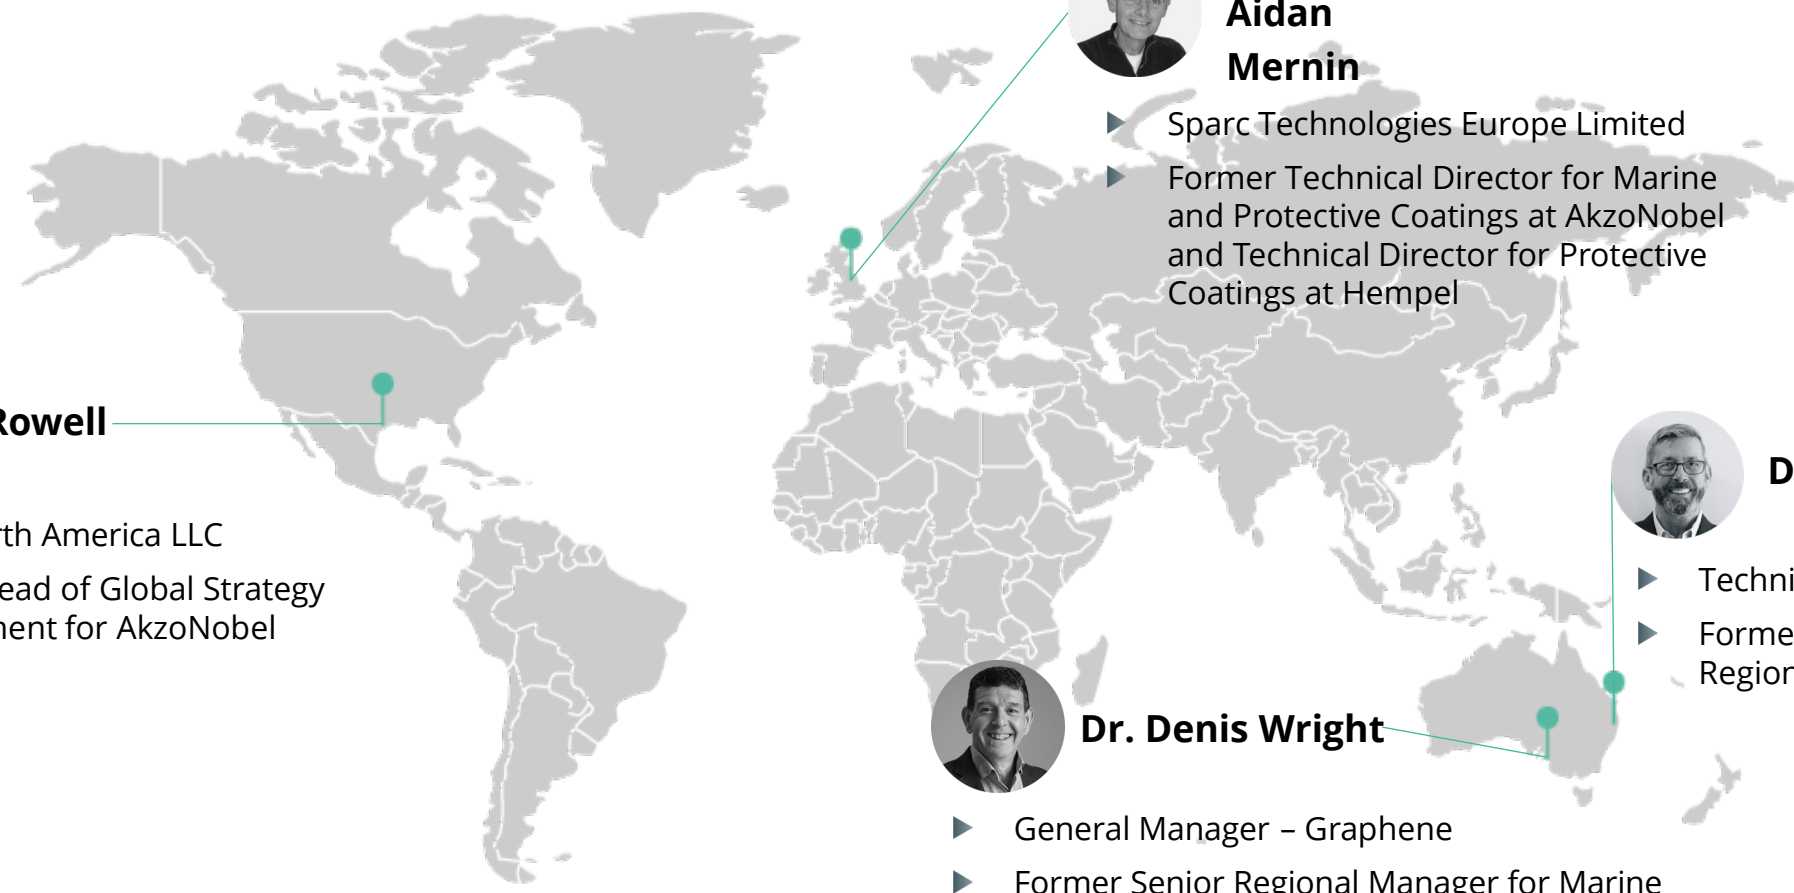 Aidan
Mernin
Sparc Technologies Europe Limited
Former Technical Director for Marine
and Protective Coatings at AkzoNobel
and Technical Director for Protective
Coatings at Hempel
Rowell
rth America LLC
ead of Global Strategy
ment for AkzoNobel
D
Techni
Forme
Region
Dr. Denis Wright
General Manager – Graphene
Former Senior Regional Manager for Marine